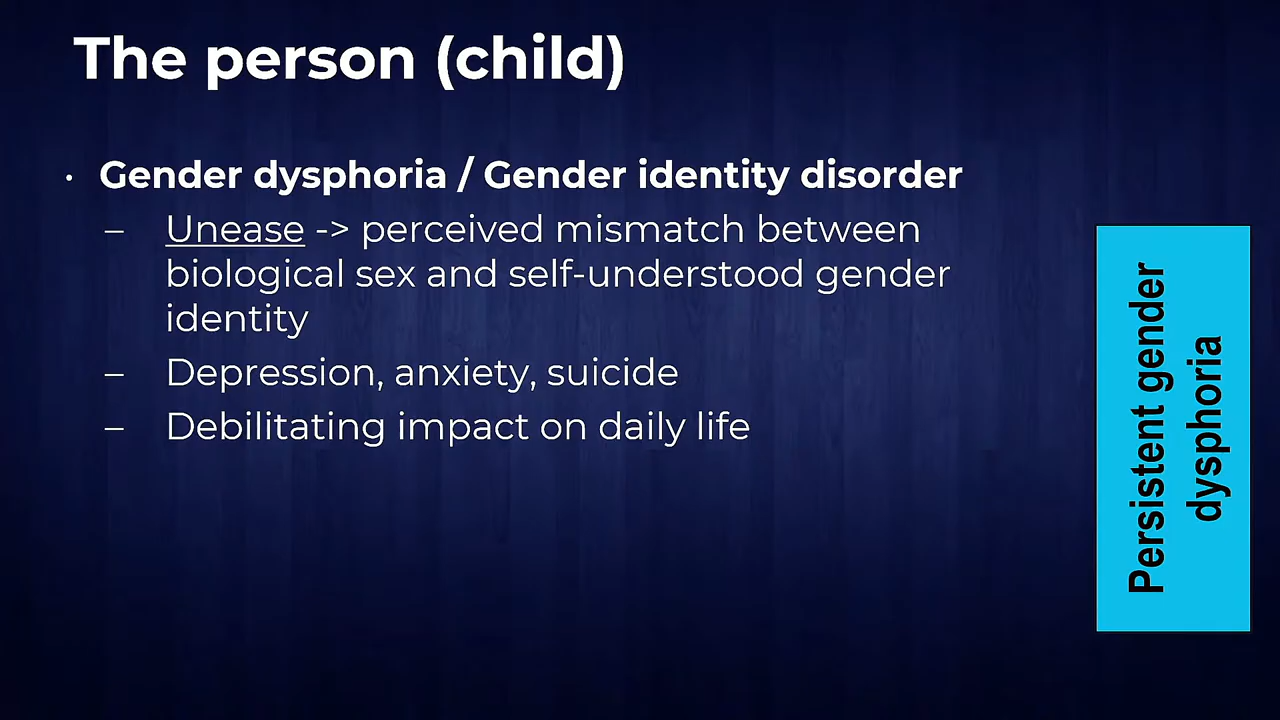 The person (child)
· Gender dysphoria / Gender identity disorder
– Unease -> perceived mismatch between
biological sex and self-understood gender
identity
– Depression, anxiety, suicide
– Debilitating impact on daily life
Persistent gender
dysphoria